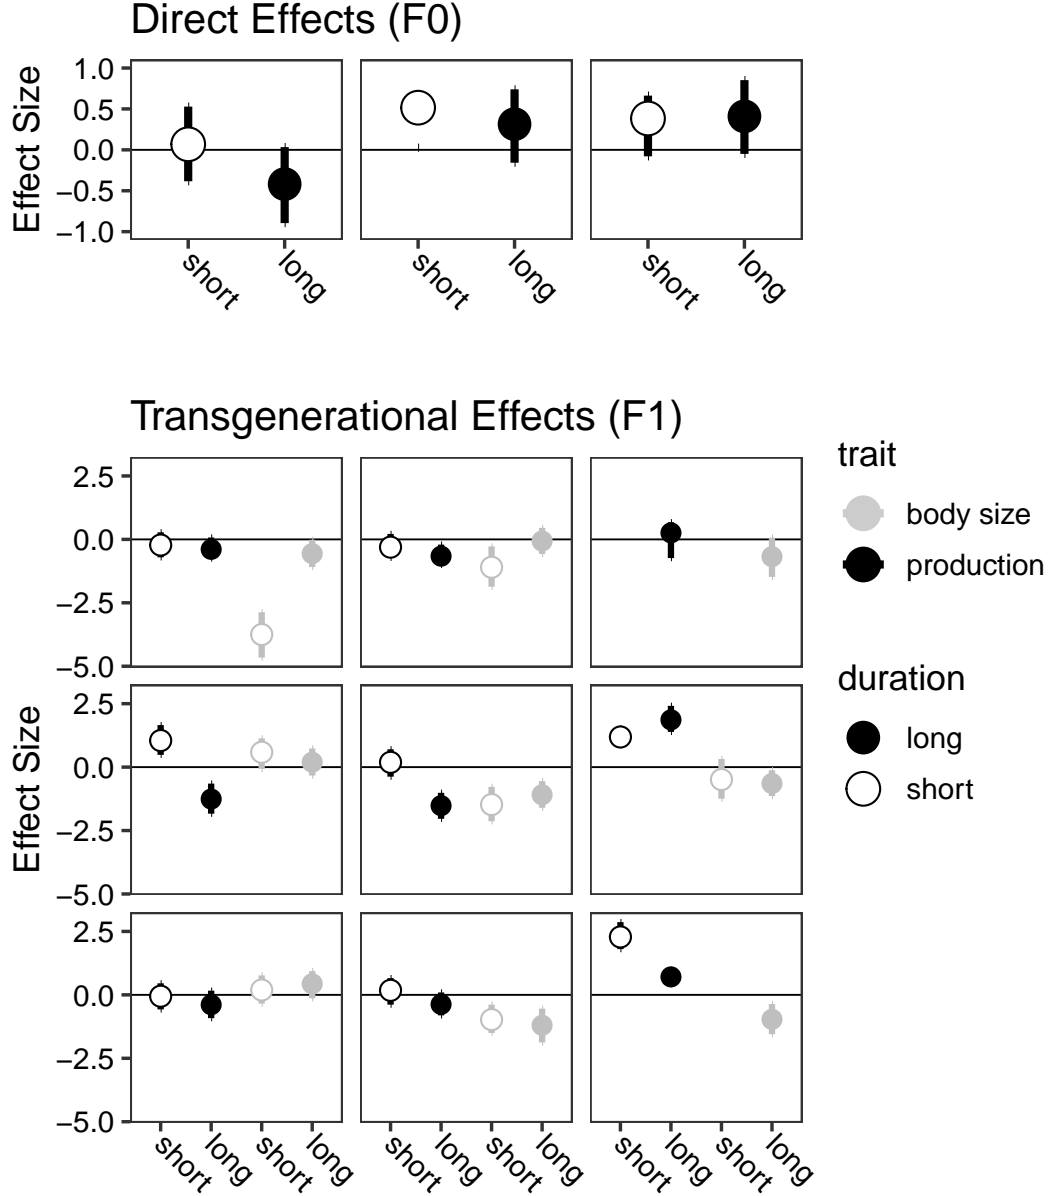 Direct Effects (F0)
Effect Size
1.0
0.5
0.0
−0.5
−1.0
short
long
short
long
short
long
Transgenerational Effects (F1)
Effect Size
2.5
0.0
−2.5
−5.0
2.5
0.0
−2.5
−5.0
2.5
0.0
−2.5
−5.0
short
long
short
long
short
long
short
long
short
long
short
long
trait
body size
production
duration
long
short